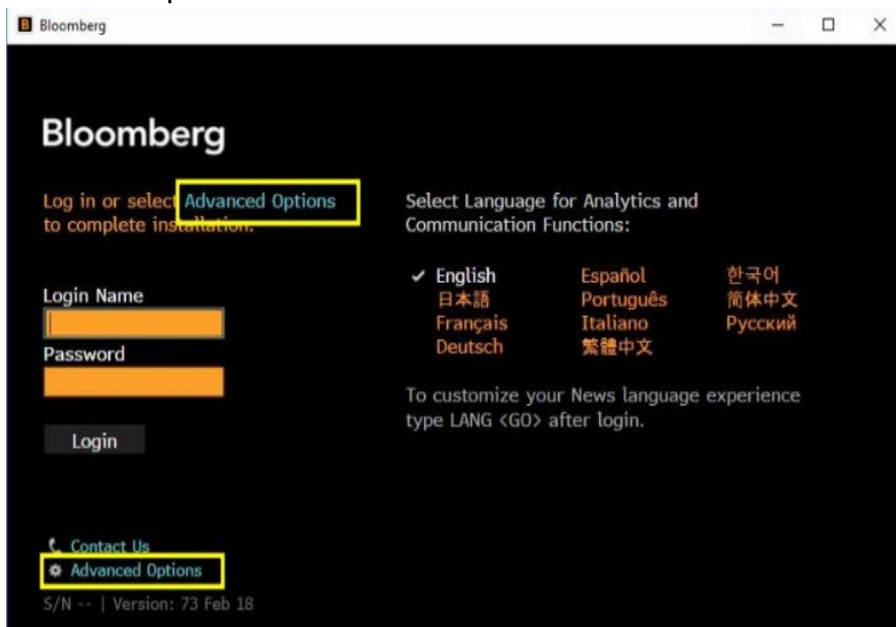 Bloomberg
Bloomberg
Log in or select Advanced Options
to complete installation.
Login Name
Password
Login
Contact Us
Advanced Options
S/N -- | Version: 73 Feb 18
Select Language for Analytics and
Communication Functions:
✓ English Español 한국어
日本語 Português 简体中文
Français Italiano Русский
Deutsch 繁體中文
To customize your News language experience
type LANG <GO> after login.